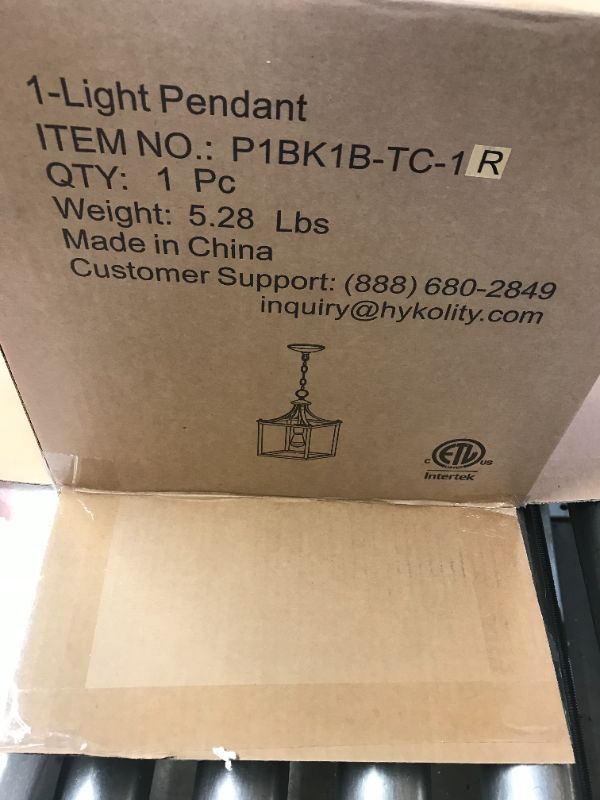 1-Light Pendant
ITEM NO.: P1BK1B-TC-1 R
QTY: 1 Pc
Weight: 5.28 Lbs
Made in China
Customer Support: (888) 680-2849
inquiry@hykolity.com
C ETL US
Intertek